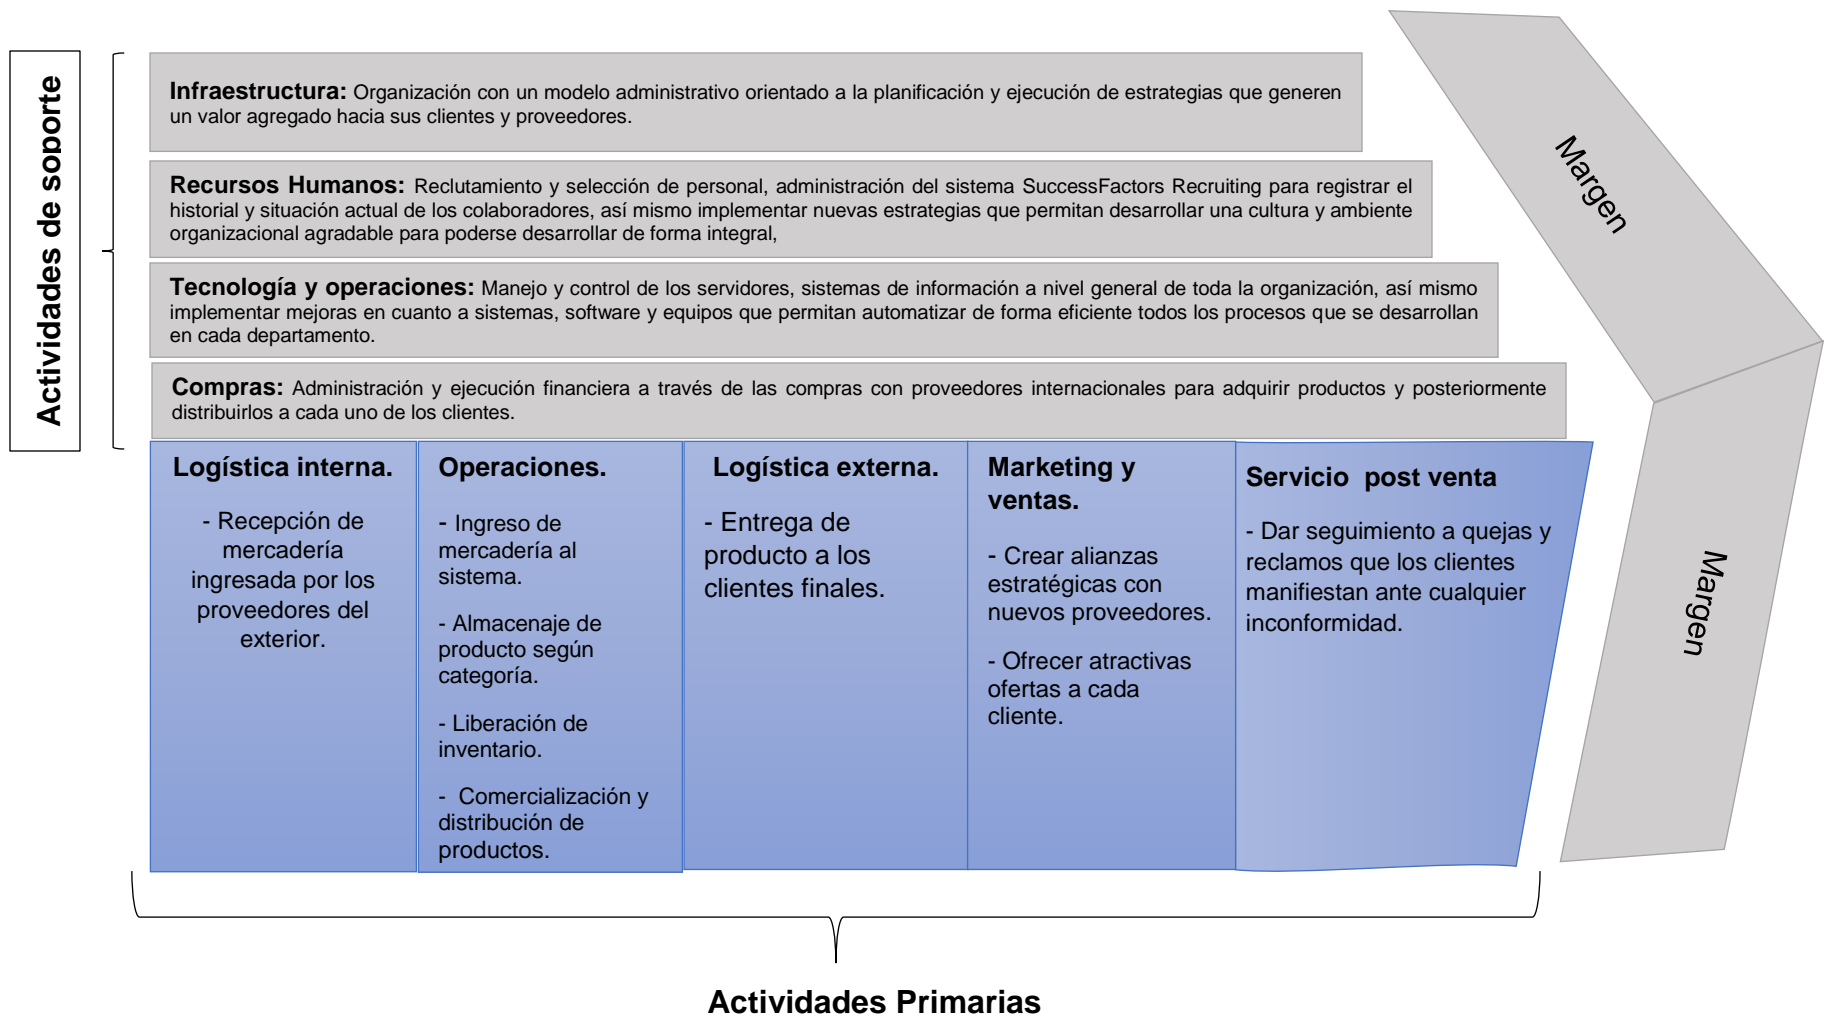 Actividades de soporte
Infraestructura: Organización con un modelo administrativo orientado a la planificación y ejecución de estrategias que generen
un valor agregado hacia sus clientes y proveedores.
Recursos Humanos: Reclutamiento y selección de personal, administración del sistema SuccessFactors Recruiting para registrar el
historial y situación actual de los colaboradores, así mismo implementar nuevas estrategias que permitan desarrollar una cultura y ambiente
organizacional agradable para poderse desarrollar de forma integral,
Tecnología y operaciones: Manejo y control de los servidores, sistemas de información a nivel general de toda la organización, así mismo
implementar mejoras en cuanto a sistemas, software y equipos que permitan automatizar de forma eficiente todos los procesos que se desarrollan
en cada departamento.
Compras: Administración y ejecución financiera a través de las compras con proveedores internacionales para adquirir productos y posteriormente
distribuirlos a cada uno de los clientes.
Margen
Logística interna.
- Recepción de
mercadería
ingresada por los
proveedores del
exterior.
Operaciones.
- Ingreso de
mercadería al
sistema.
- Almacenaje de
producto según
categoría.
- Liberación de
inventario.
- Comercialización y
distribución de
productos.
Logística externa.
- Entrega de
producto a los
clientes finales.
Marketing y
ventas.
- Crear alianzas
estratégicas con
nuevos proveedores.
- Ofrecer atractivas
ofertas a cada
cliente.
Servicio post venta
- Dar seguimiento a quejas y
reclamos que los clientes
manifiestan ante cualquier
inconformidad.
Margen
Actividades Primarias